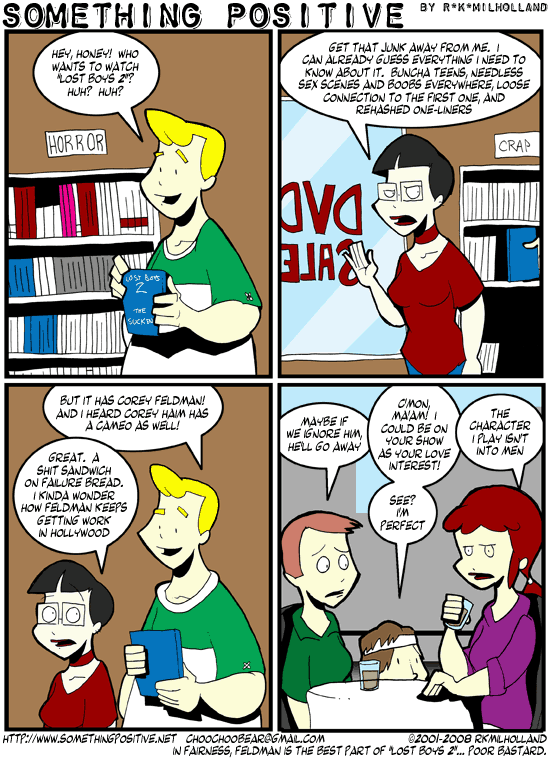 SOMETHING POSITIVE BY R*K*MILHOLLAND
HEY, HONEY! WHO
WANTS TO WATCH
"LOST BOYS 2"?
HUH? HUH?
HORROR
LOST BOYS
2
THE
SUCKEN
GET THAT JUNK AWAY FROM ME. I
CAN ALREADY GUESS EVERYTHING I NEED TO
KNOW ABOUT IT. BUNCHA TEENS, NEEDLESS
SEX SCENES AND BOOBS EVERYWHERE, LOOSE
CONNECTION TO THE FIRST ONE, AND
REHASHED ONE-LINERS
CRAP
DVD
SALE
BUT IT HAS COREY FELDMAN!
AND I HEARD COREY HAIM HAS
A CAMEO AS WELL!
GREAT. A
SHIT SANDWICH
ON FAILURE BREAD.
I KINDA WONDER
HOW FELDMAN KEEPS
GETTING WORK
IN HOLLYWOOD
MAYBE IF
WE IGNORE HIM,
HE'LL GO AWAY
C'MON,
MA'AM! I
COULD BE ON
YOUR SHOW
AS YOUR LOVE
INTEREST!
SEE?
I'M
PERFECT
THE
CHARACTER
I PLAY ISN'T
INTO MEN
HTTP://WWW.SOMETHINGPOSITIVE.NET CHOOCHOOBEAR@GMAIL.COM ©2001-2008 RKMILHOLLAND
IN FAIRNESS, FELDMAN IS THE BEST PART OF "LOST BOYS 2"... POOR BASTARD.